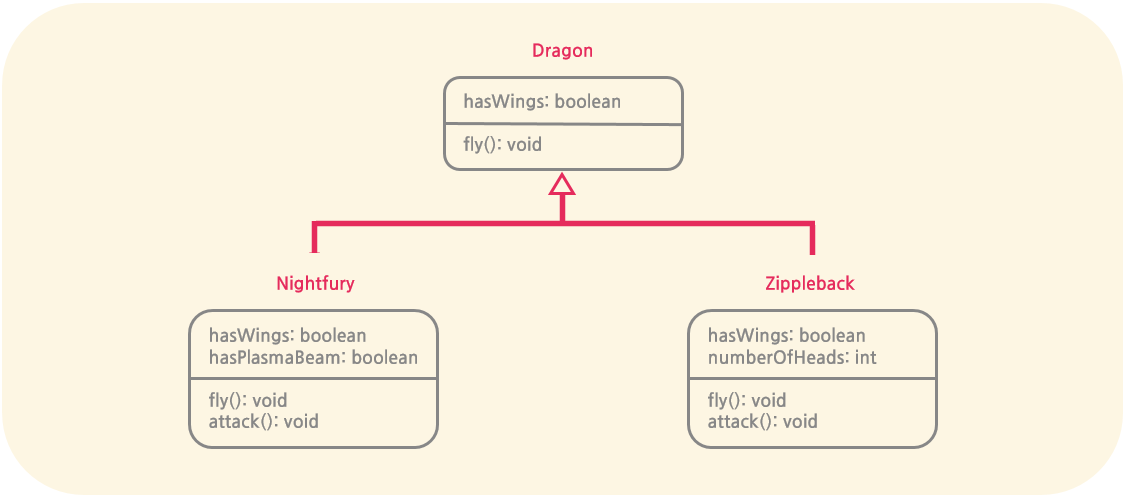 Dragon
hasWings: boolean
fly(): void
Nightfury
hasWings: boolean
hasPlasmaBeam: boolean
fly(): void
attack(): void
Zippleback
hasWings: boolean
numberOfHeads: int
fly(): void
attack(): void